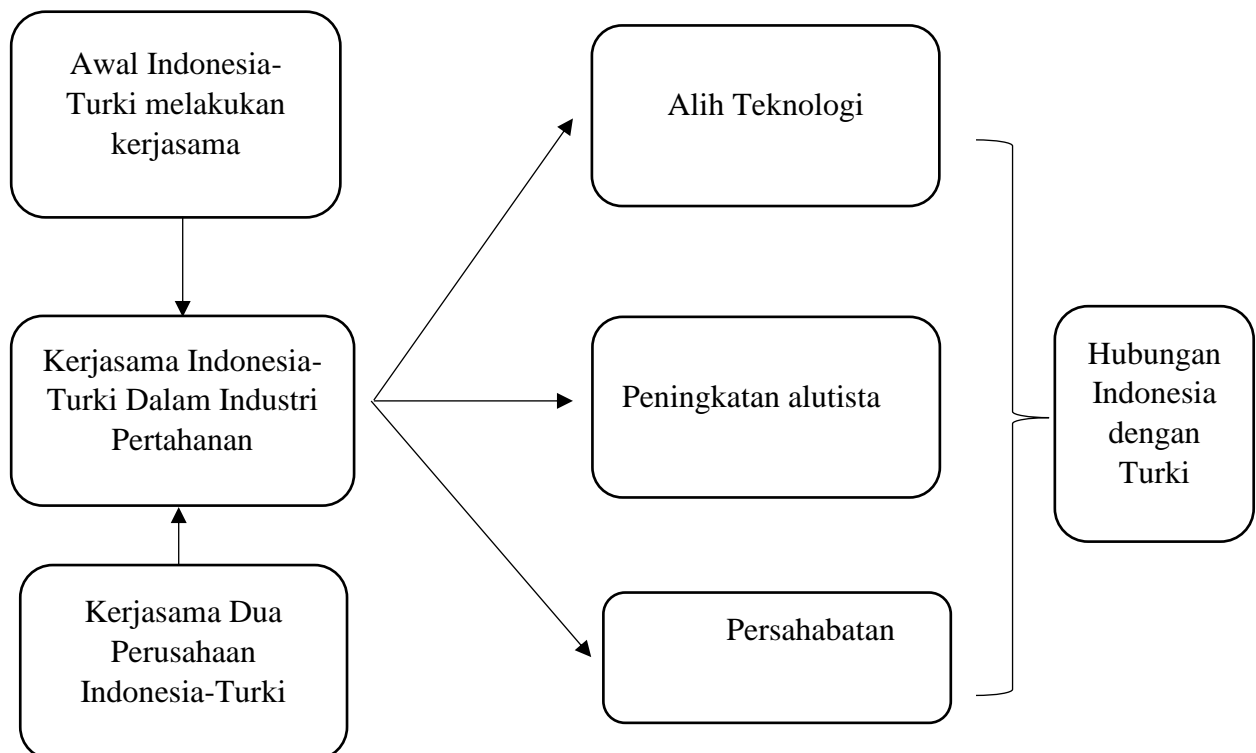 Awal Indonesia-
Turki melakukan
kerjasama
Kerjasama Indonesia-
Turki Dalam Industri
Pertahanan
Kerjasama Dua
Perusahaan
Indonesia-Turki
Alih Teknologi
Peningkatan alutista
Persahabatan
Hubungan
Indonesia
dengan
Turki